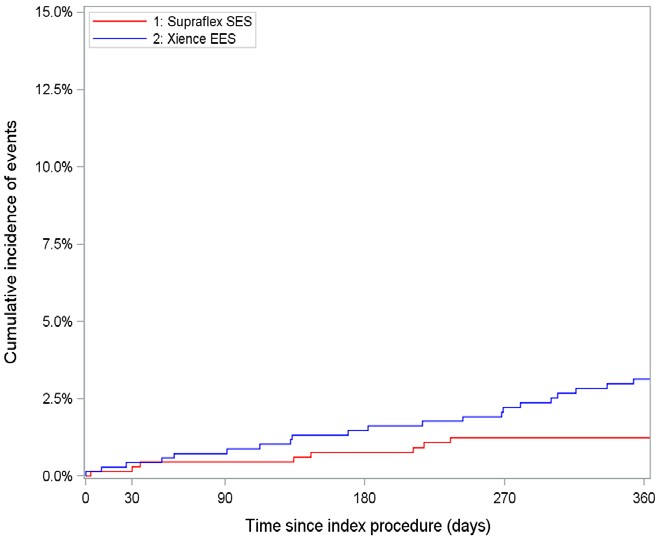 15.0%
1: Supraflex SES
2: Xience EES
12.5%
10.0%
7.5%
5.0%
2.5%
0.0%
Cumulative incidence of events
0 30 90 180 270 360
Time since index procedure (days)